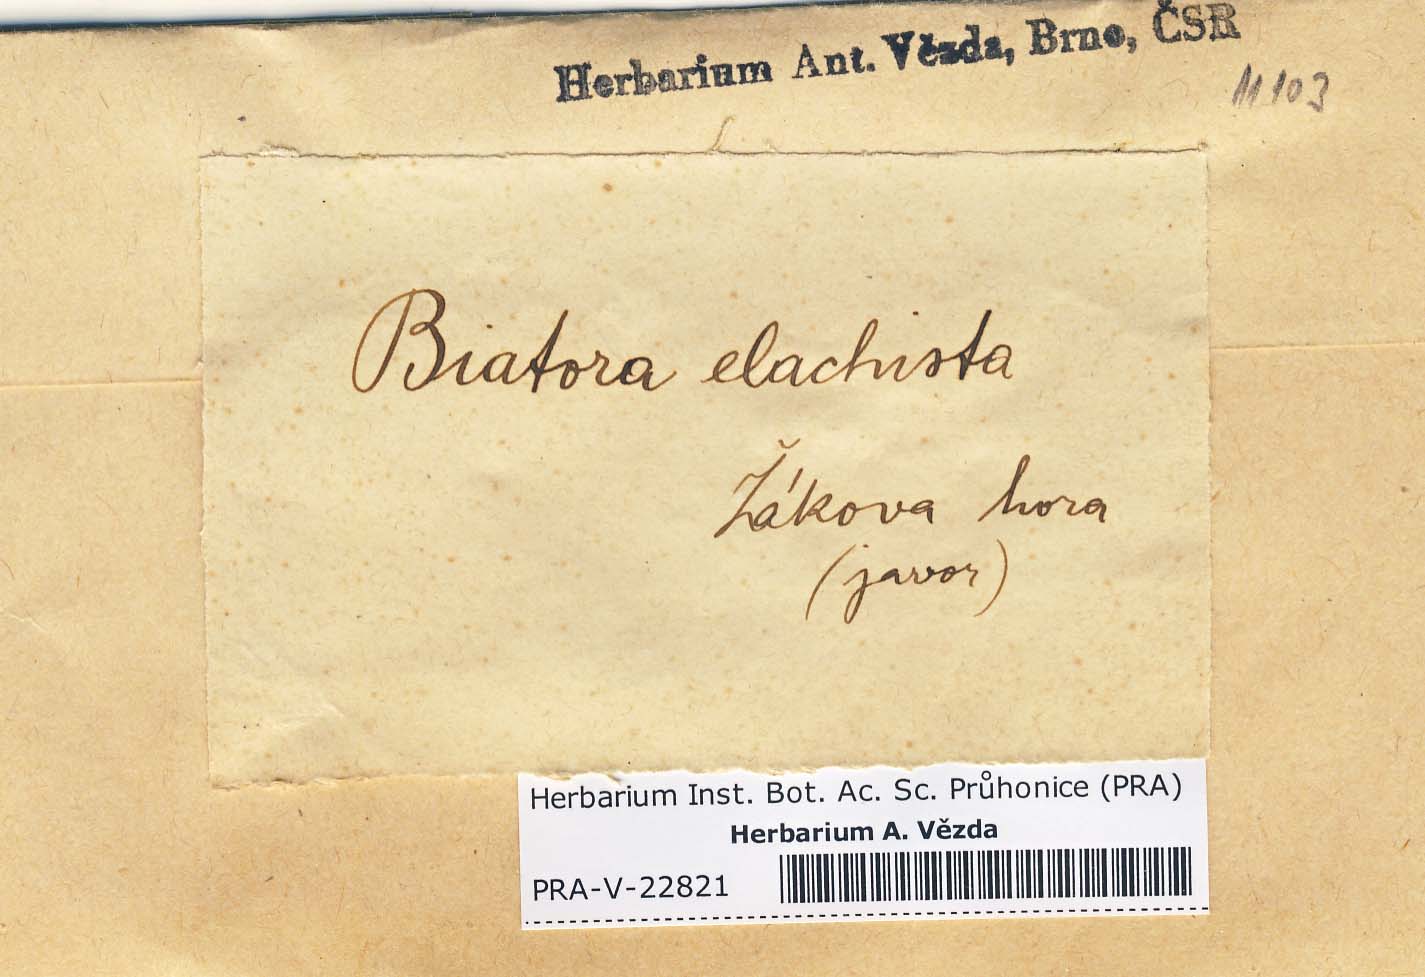 Herbarium Ant. Vězda, Brno, ČSR
11103
Biatora elachista
Žákova hora
(javor)
Herbarium Inst. Bot. Ac. Sc. Průhonice (PRA)
Herbarium A. Vězda
PRA-V-22821